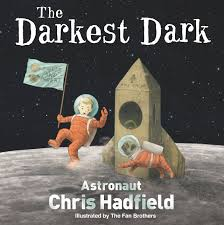 The
Darkest Dark
Astronaut
Chris Hadfield
Illustrated by The Fan Brothers